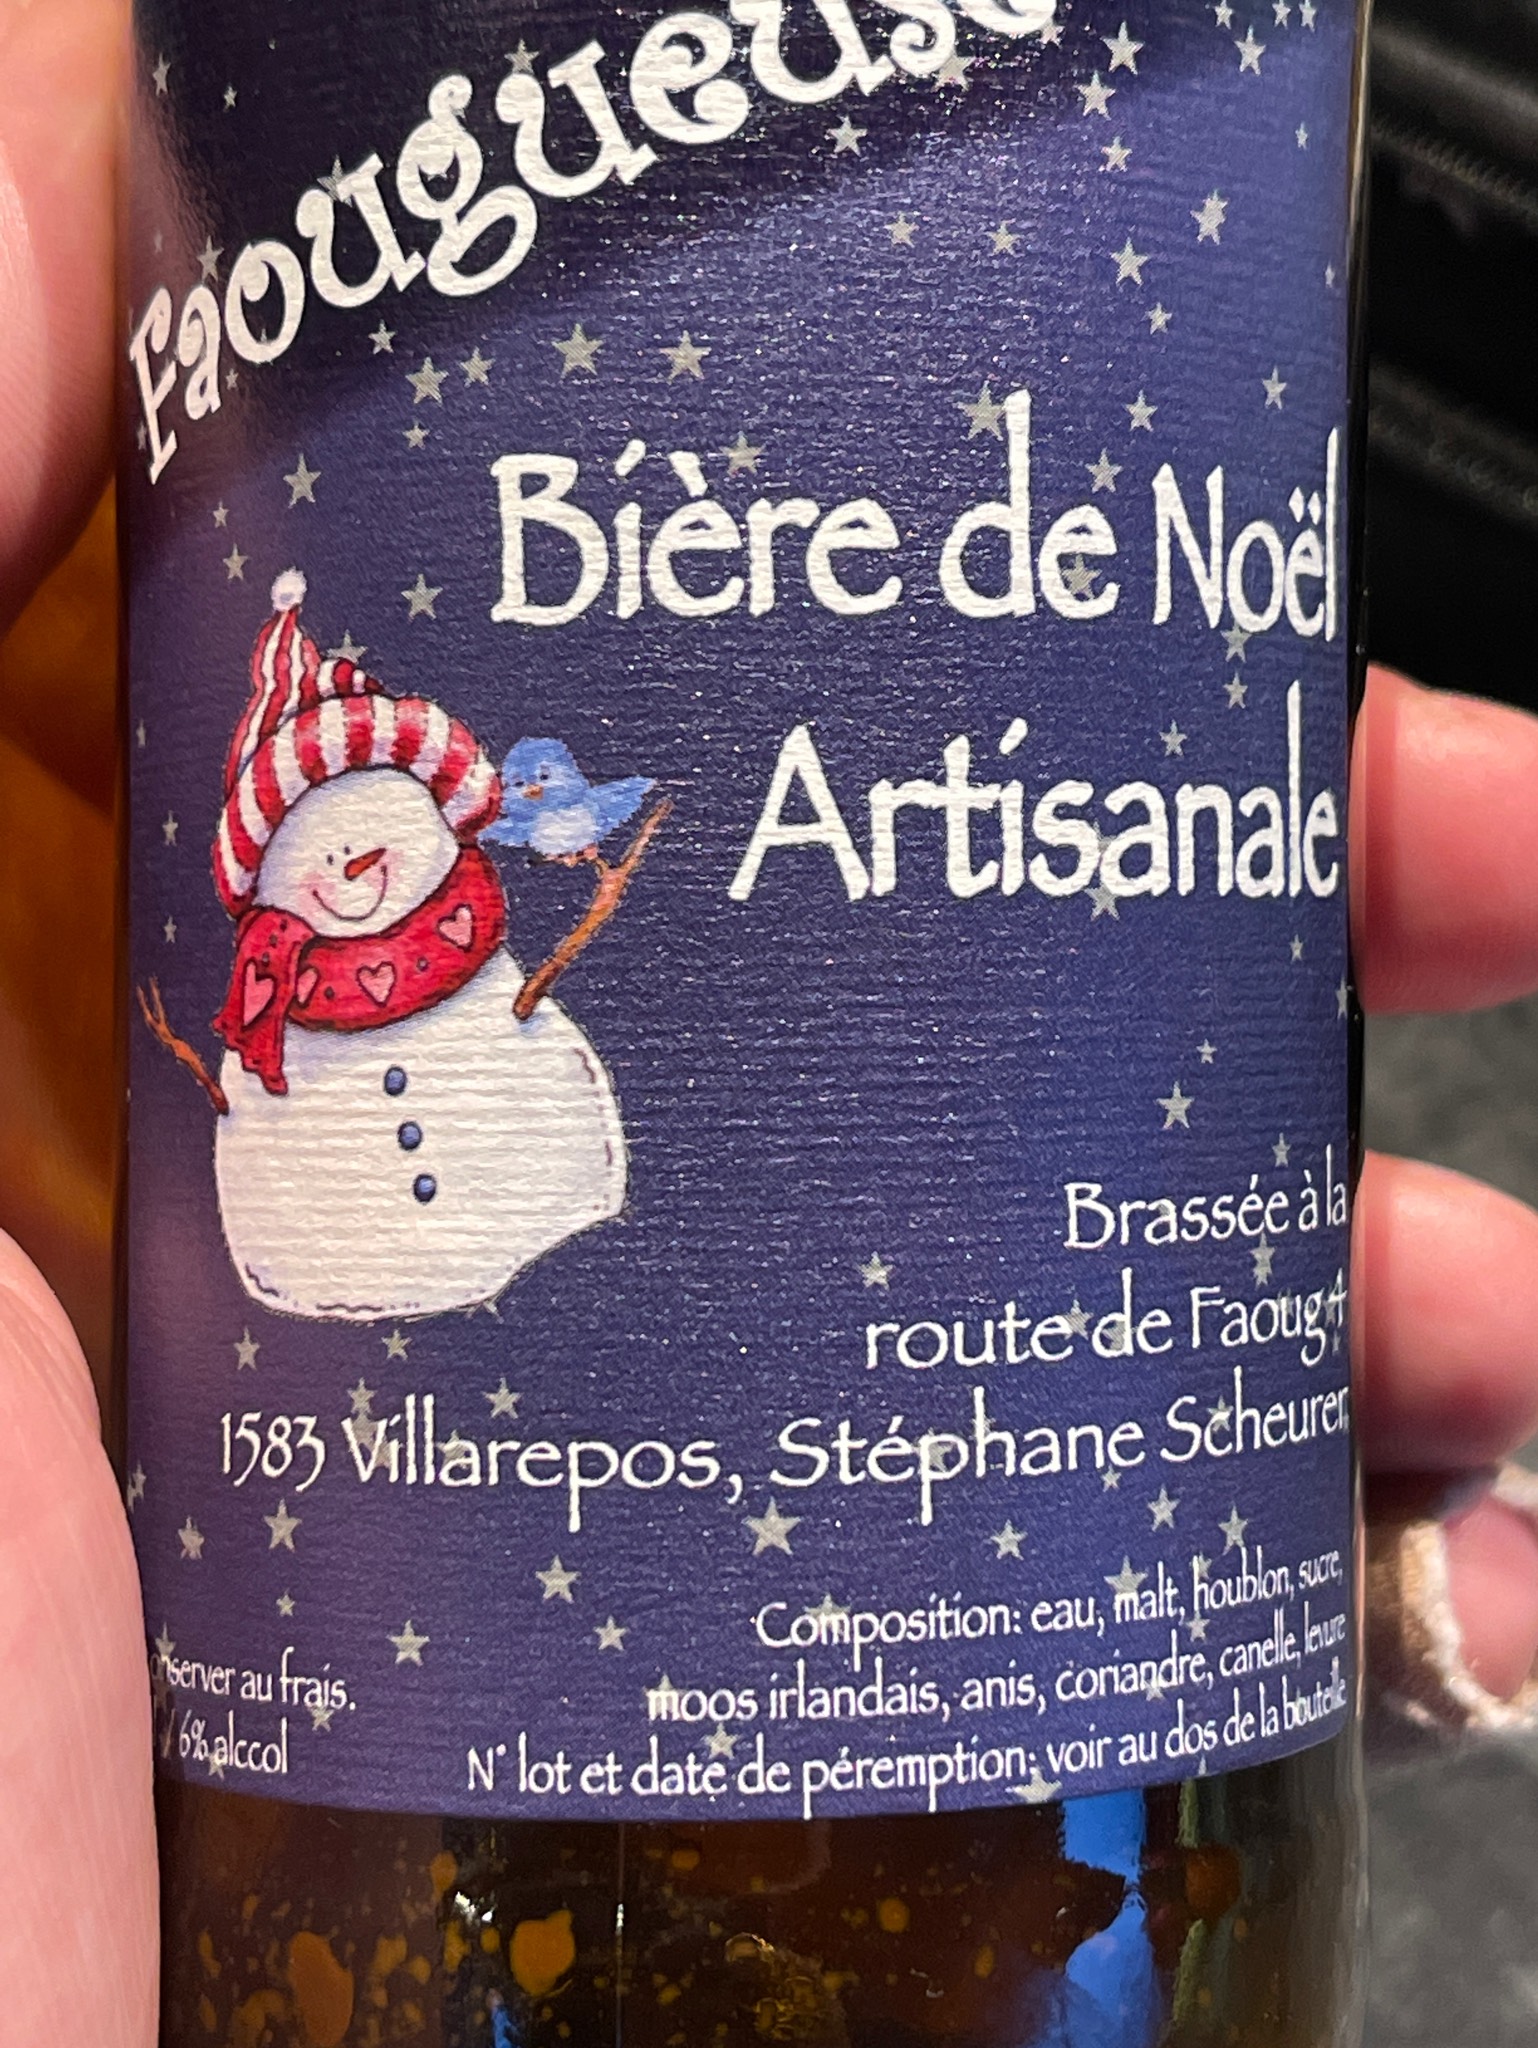 Faougueuse
Bière de Noël
Artisanale
Brassée à la
route de Faoug 4
1583 Villarepos, Stéphane Scheurer
Composition: eau, malt, houblon, sucre,
moos irlandais, anis, coriandre, canelle, levure
N° lot et date de péremption: voir au dos de la bouteille
au frais.
6% alccol